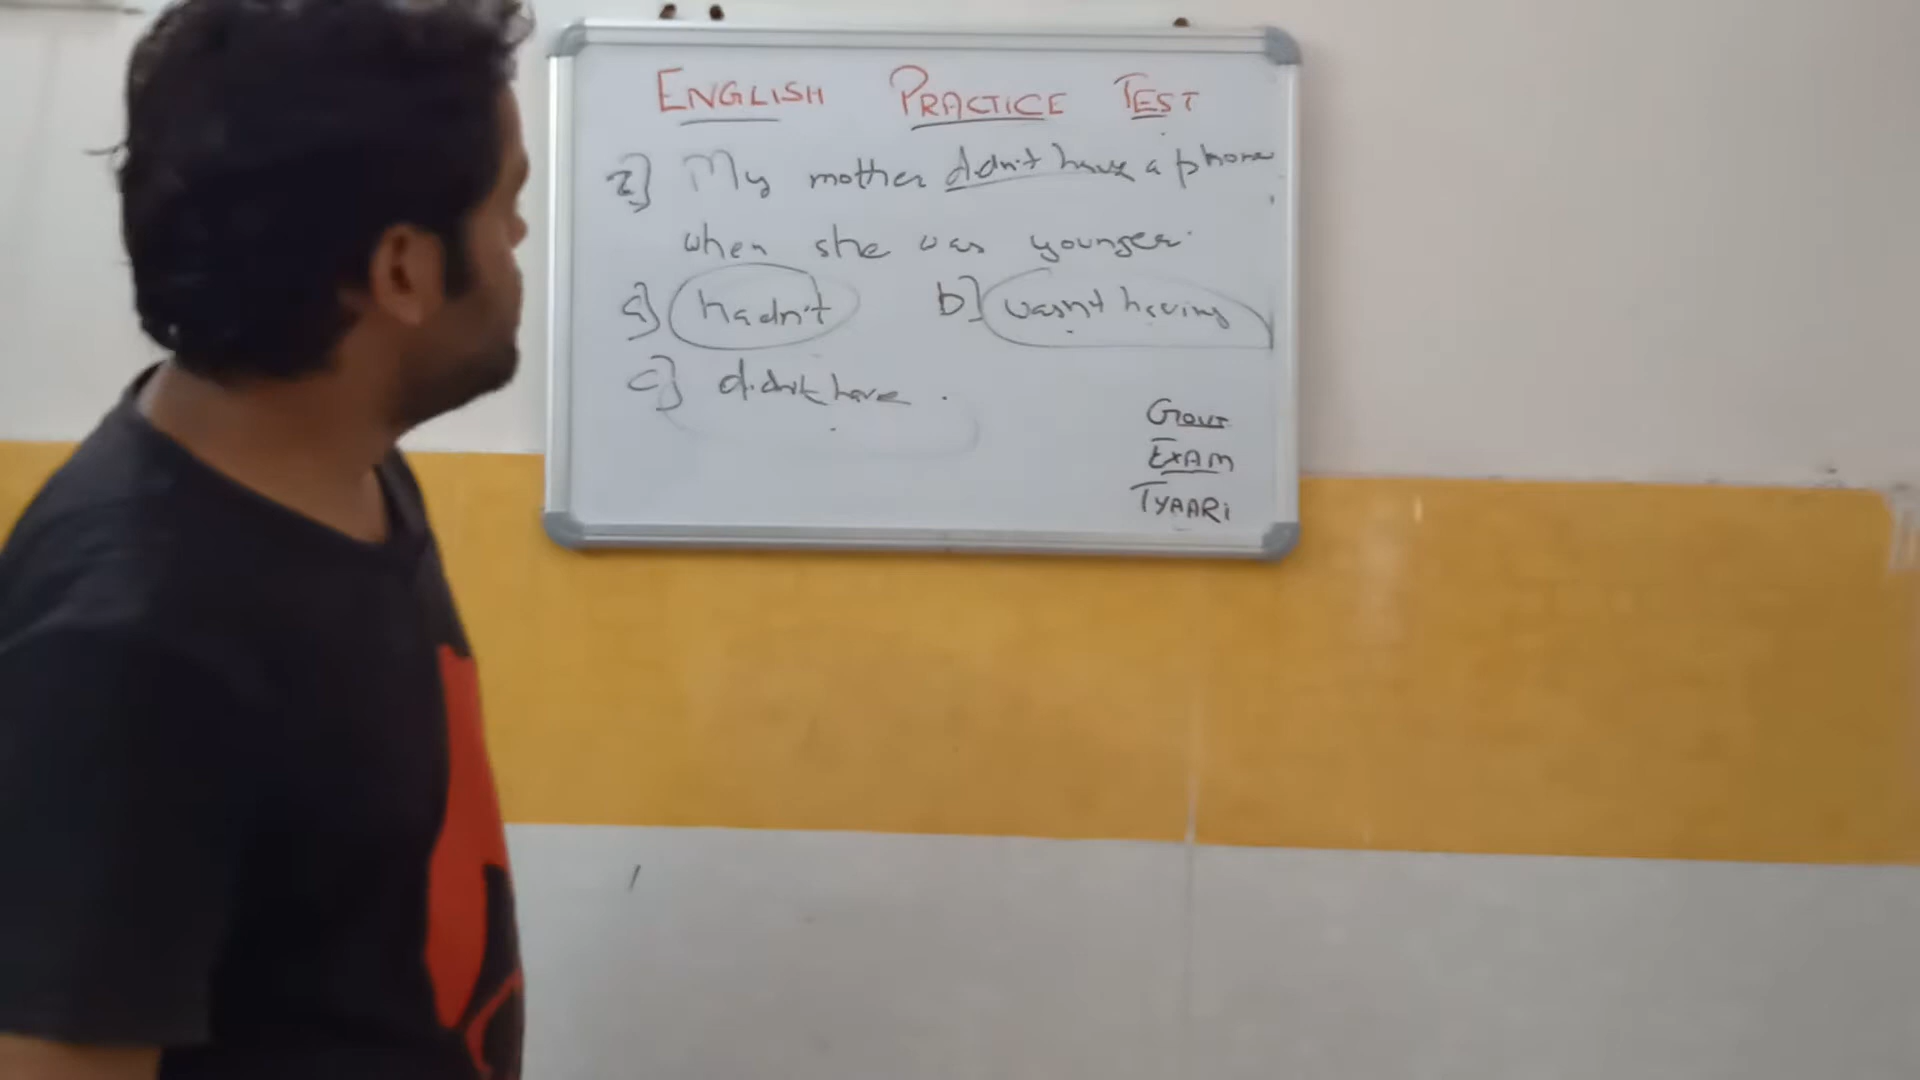 ENGLISH PRACTICE TEST
2] My mother didn't have a phone
when she was younger.
a] hadn't b] wasn't having
c] didn't have.
GOVT
EXAM
TYAARi